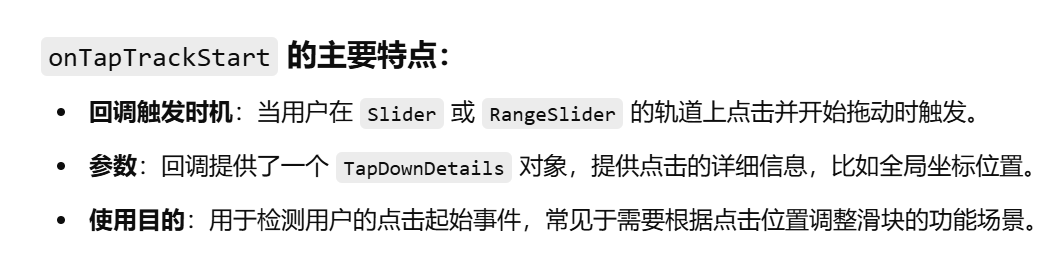 onTapTrackStart 的主要特点：
• 回调触发时机：当用户在 Slider 或 RangeSlider 的轨道上点击并开始拖动时触发。
• 参数：回调提供了一个 TapDownDetails 对象，提供点击的详细信息，比如全局坐标位置。
• 使用目的：用于检测用户的点击起始事件，常见于需要根据点击位置调整滑块的功能场景。